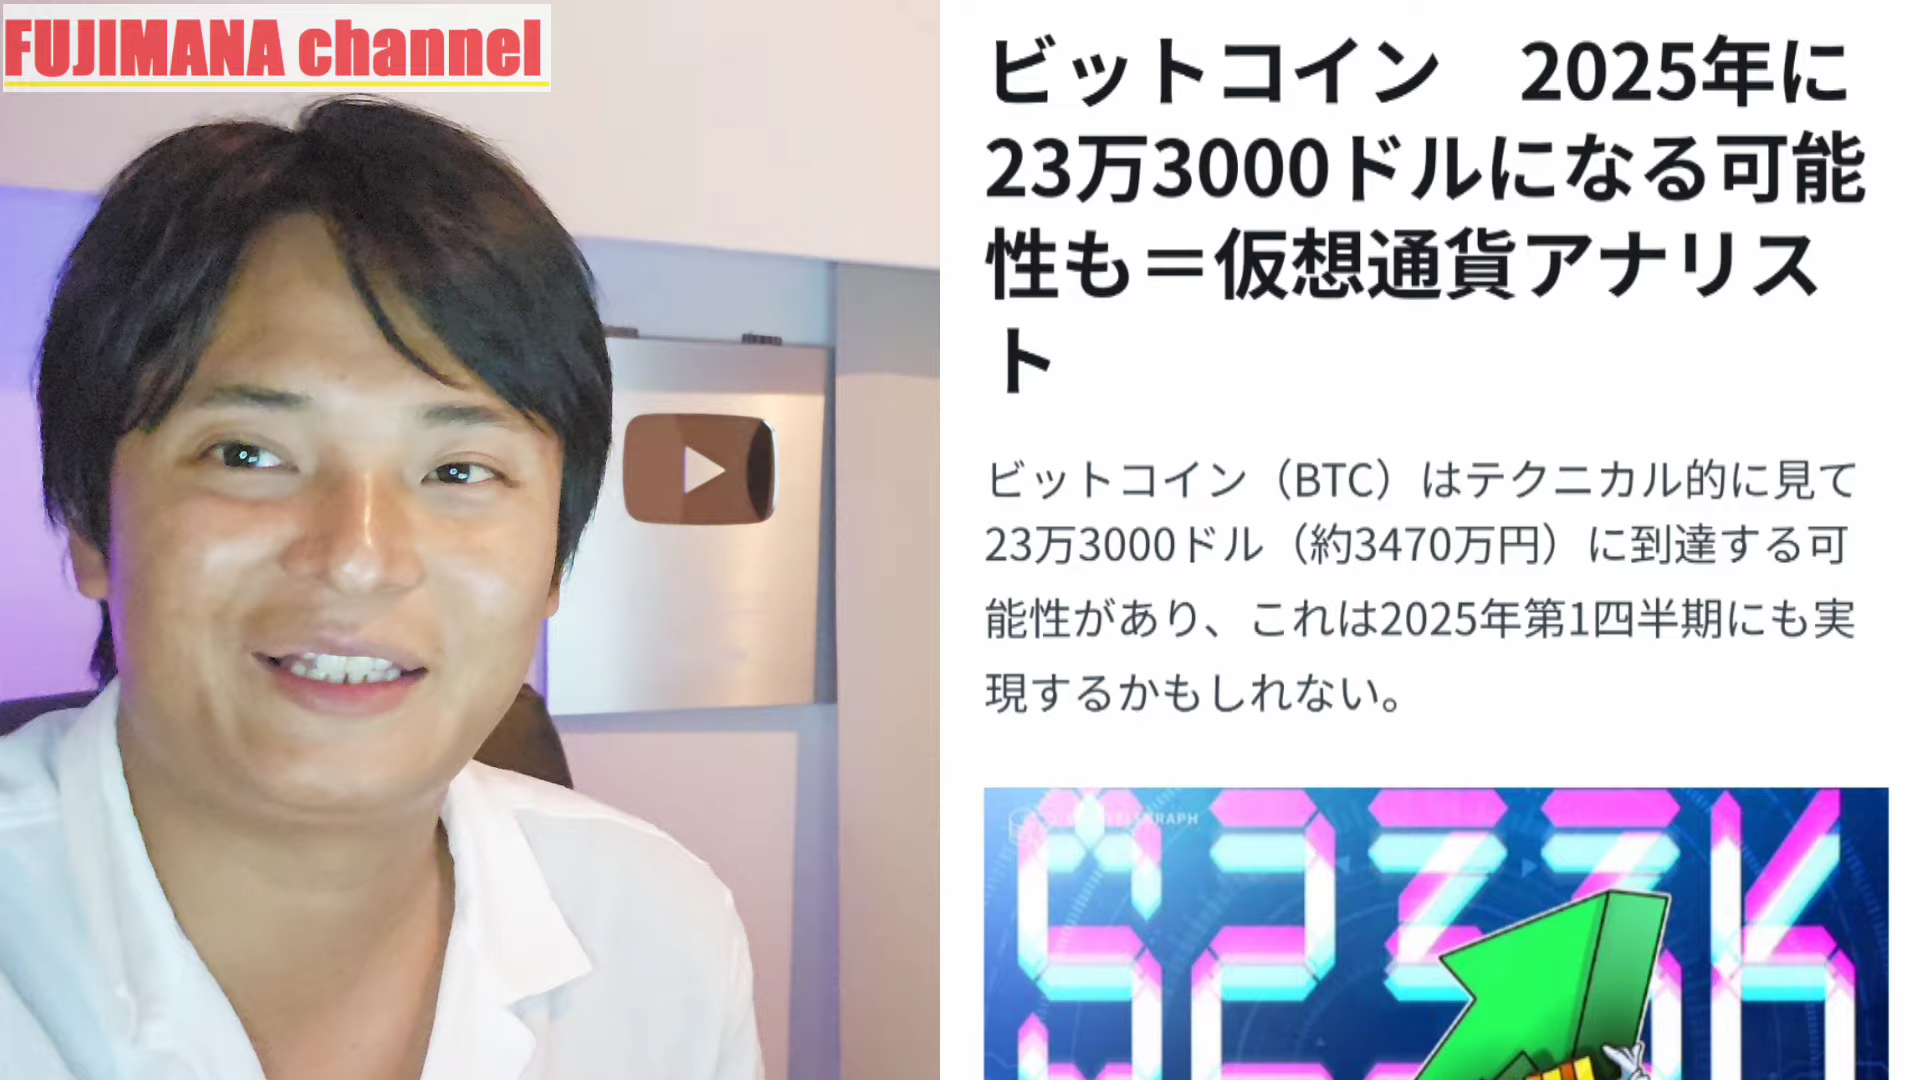 FUJIMANA channel
ビットコイン　2025年に
23万3000ドルになる可能
性も＝仮想通貨アナリス
ト
ビットコイン（BTC）はテクニカル的に見て
23万3000ドル（約3470万円）に到達する可
能性があり、これは2025年第1四半期にも実
現するかもしれない。